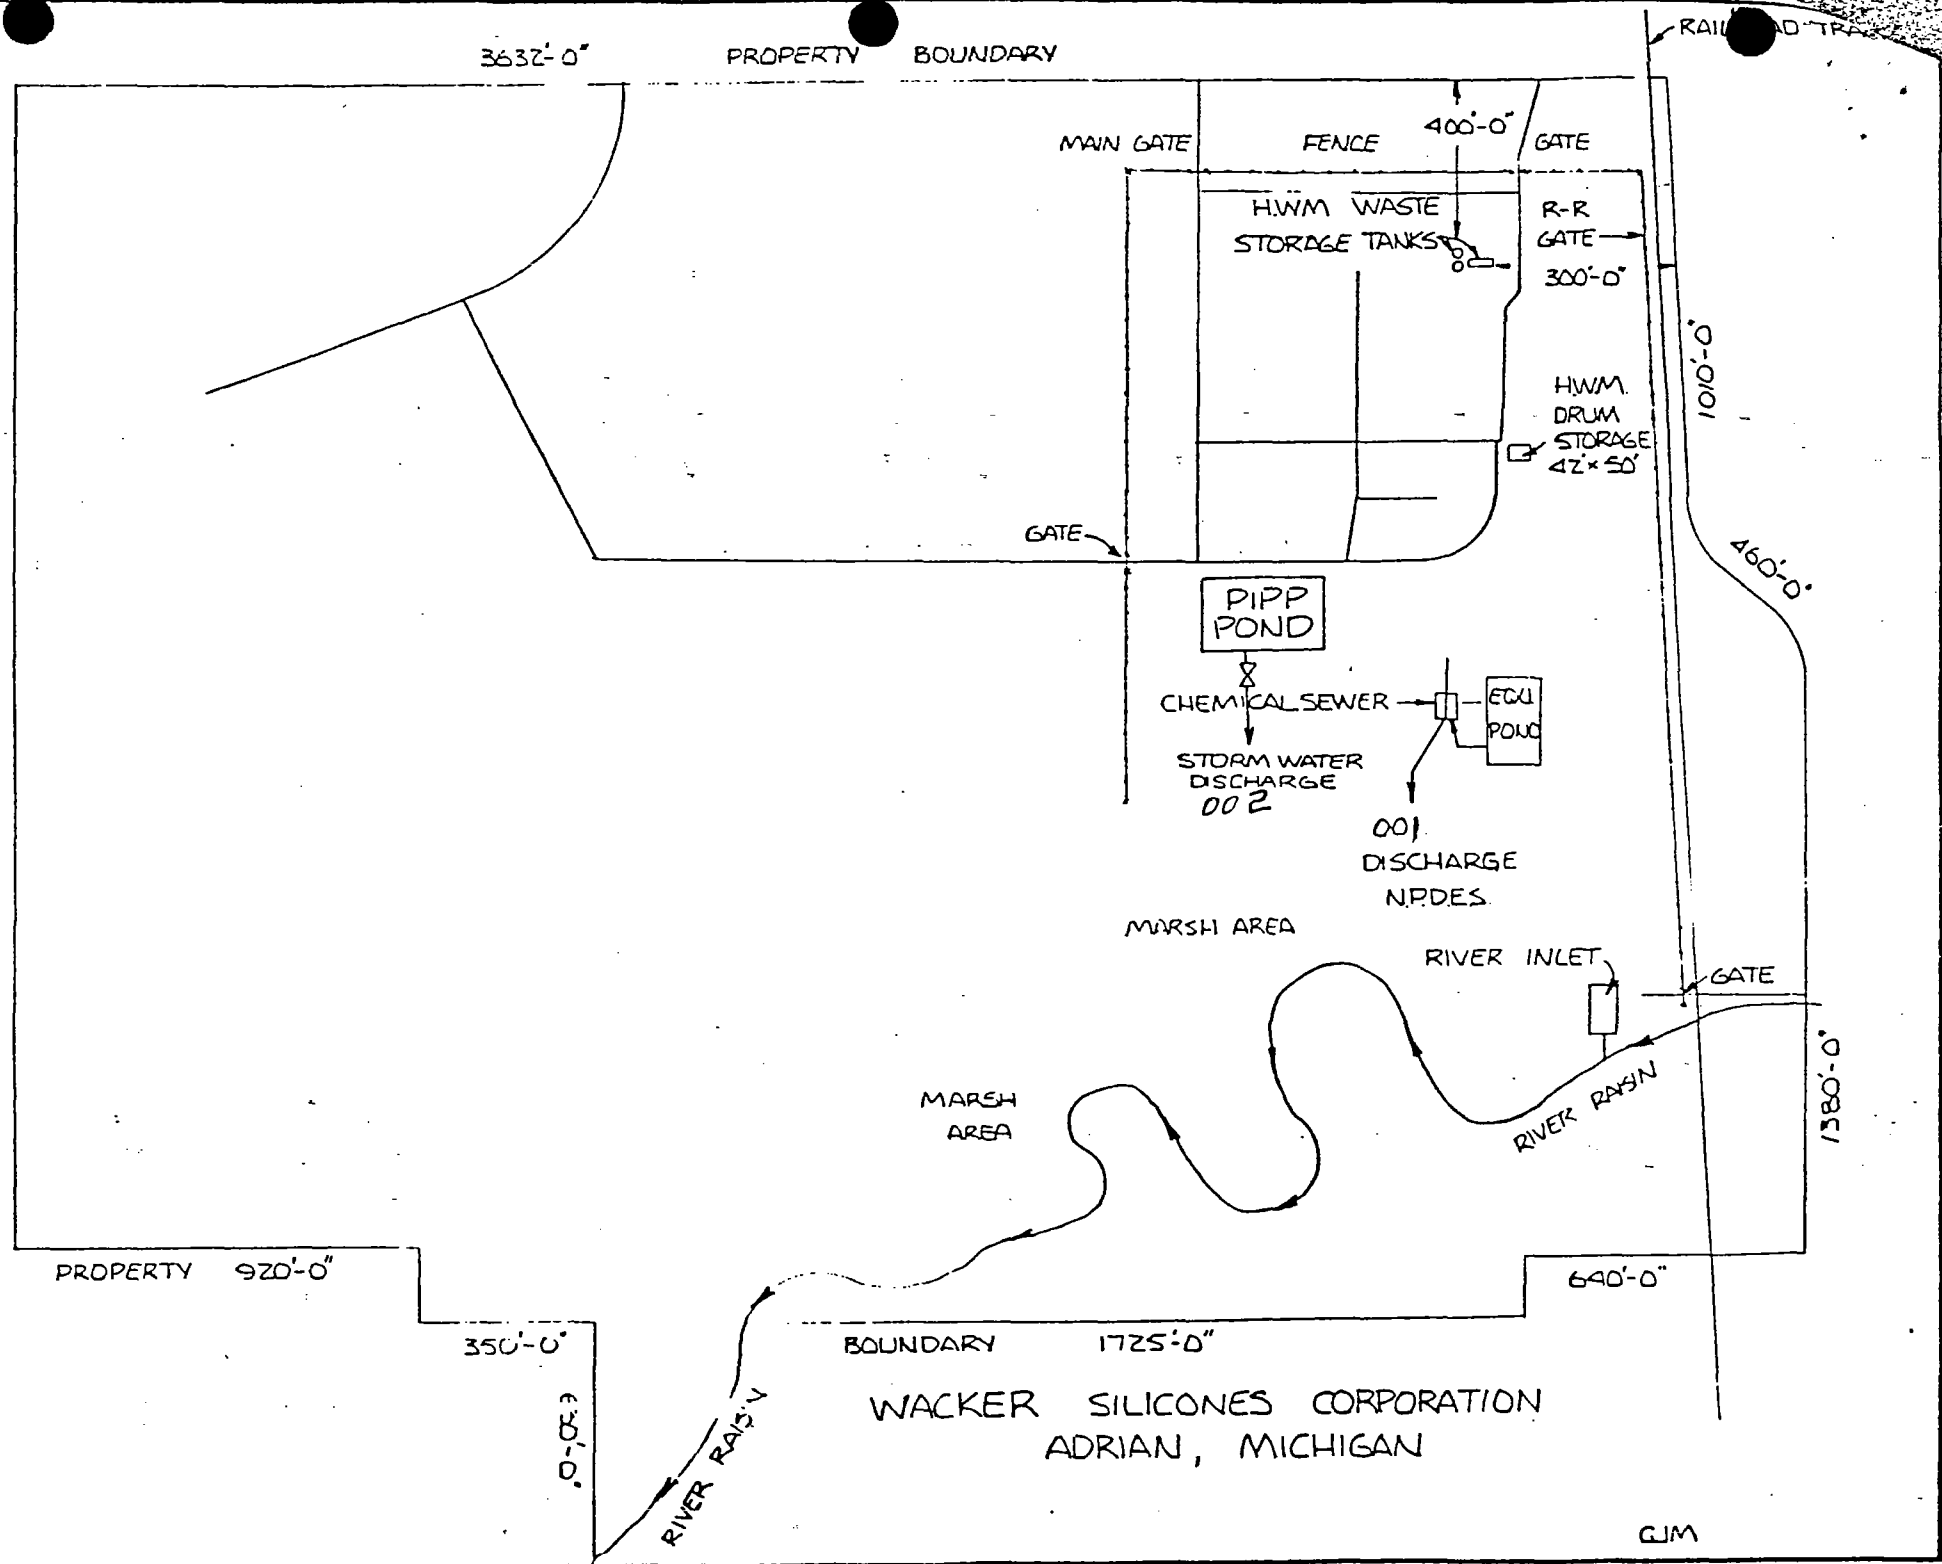 3632'-0" PROPERTY BOUNDARY
MAIN GATE
FENCE
400'-0"
GATE
H.W.M WASTE
STORAGE TANKS
R-R
GATE
300'-0"
1010'-0"
H.W.M.
DRUM
STORAGE
42' x 50'
GATE
460'-0"
PIPP
POND
CHEMICAL SEWER
EQU
POND
STORM WATER
DISCHARGE
002
001
DISCHARGE
N.P.D.E.S.
MARSH AREA
RIVER INLET
GATE
1380'-0"
RIVER RAISIN
MARSH
AREA
PROPERTY 920'-0"
640'-0"
350'-0"
BOUNDARY 1725'-0"
RIVER RAISIN
WACKER SILICONES CORPORATION
ADRIAN, MICHIGAN
GJM